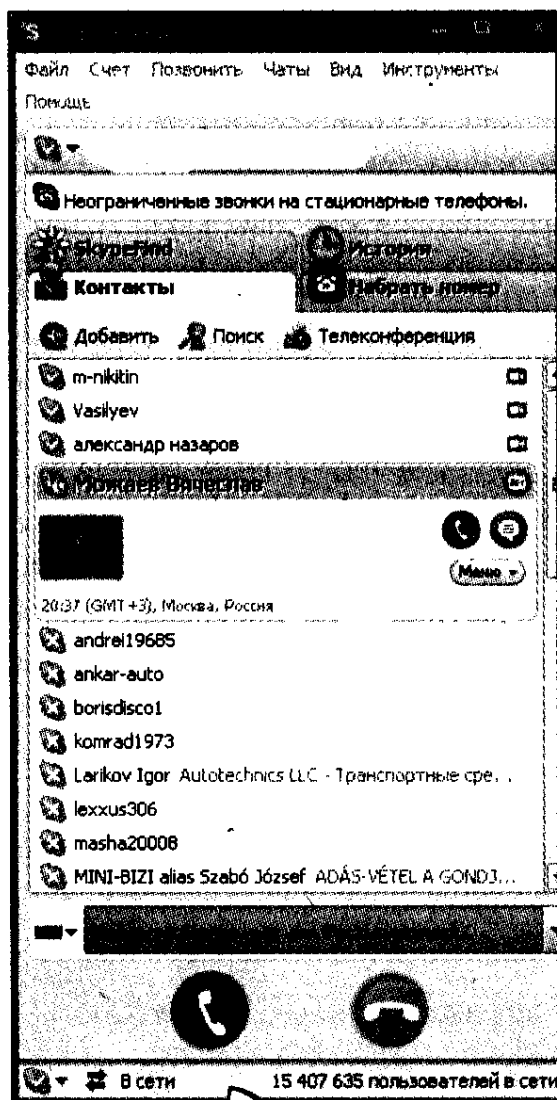 Файл Счет Позвонить Чаты Вид Инструменты
Помощь
Неограниченные звонки на стационарные телефоны.
SkypeFind История
Контакты Набрать номер
Добавить Поиск Телеконференция
m-nikitin
Vasilyev
александр назаров
Можаев Вячеслав
Меню
20:37 (GMT +3), Москва, Россия
andrei19685
ankar-auto
borisdisco1
komrad1973
Larikov Igor Autotechnics LLC - Транспортные сре...
lexxus306
masha20008
MINI-BIZI alias Szabó József ADÁS-VÉTEL A GONDJ...
В сети 15 407 635 пользователей в сети